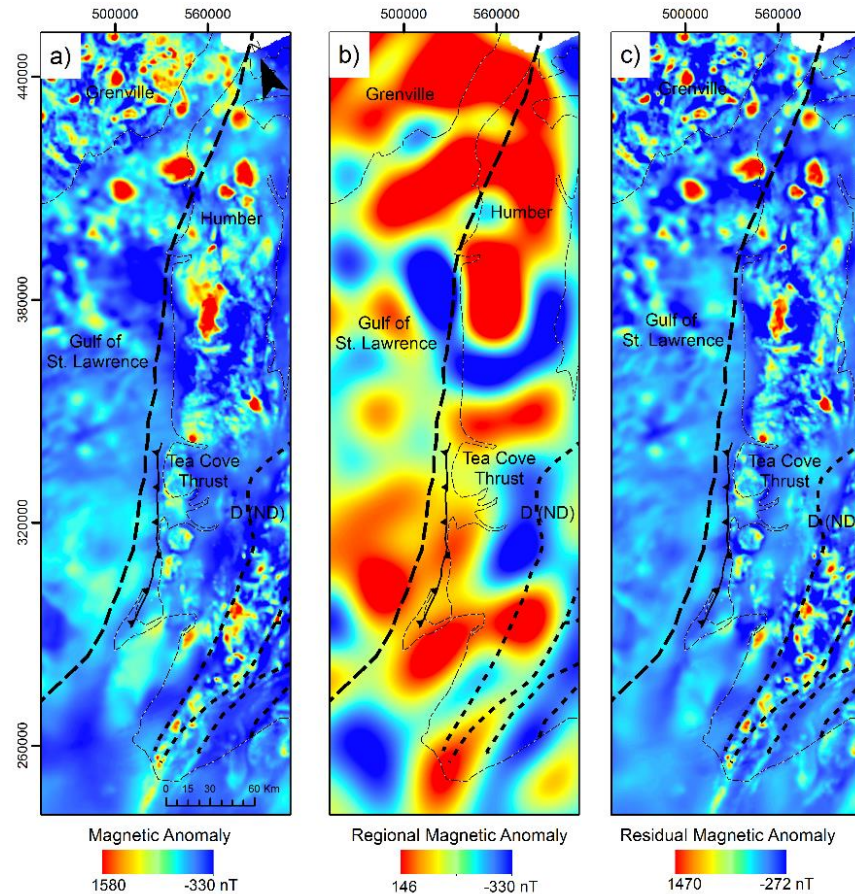 500000 560000 500000 560000 500000 560000
a) b) c)
N
440000
Grenville Grenville Grenville
Humber Humber Humber
380000
Gulf of Gulf of Gulf of
St. Lawrence St. Lawrence St. Lawrence
Tea Cove Tea Cove Tea Cove
Thrust Thrust Thrust
D (ND) D (ND) D (ND)
320000
260000
0 15 30 60 Km
Magnetic Anomaly Regional Magnetic Anomaly Residual Magnetic Anomaly
1580 -330 nT 146 -330 nT 1470 -272 nT